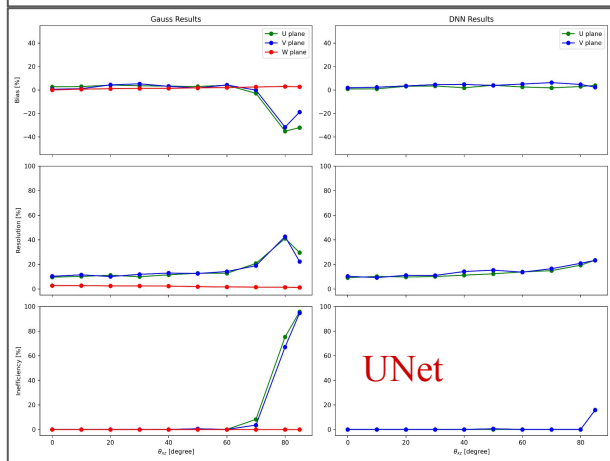 Gauss Results
DNN Results
U plane
V plane
W plane
U plane
V plane
Bias [%]
40
20
0
−20
−40
Resolution [%]
100
80
60
40
20
0
Inefficiency [%]
100
80
60
40
20
0
0 20 40 60 80
θxz [degree]
40
20
0
−20
−40
100
80
60
40
20
0
100
80
60
40
20
0
UNet
0 20 40 60 80
θxz [degree]